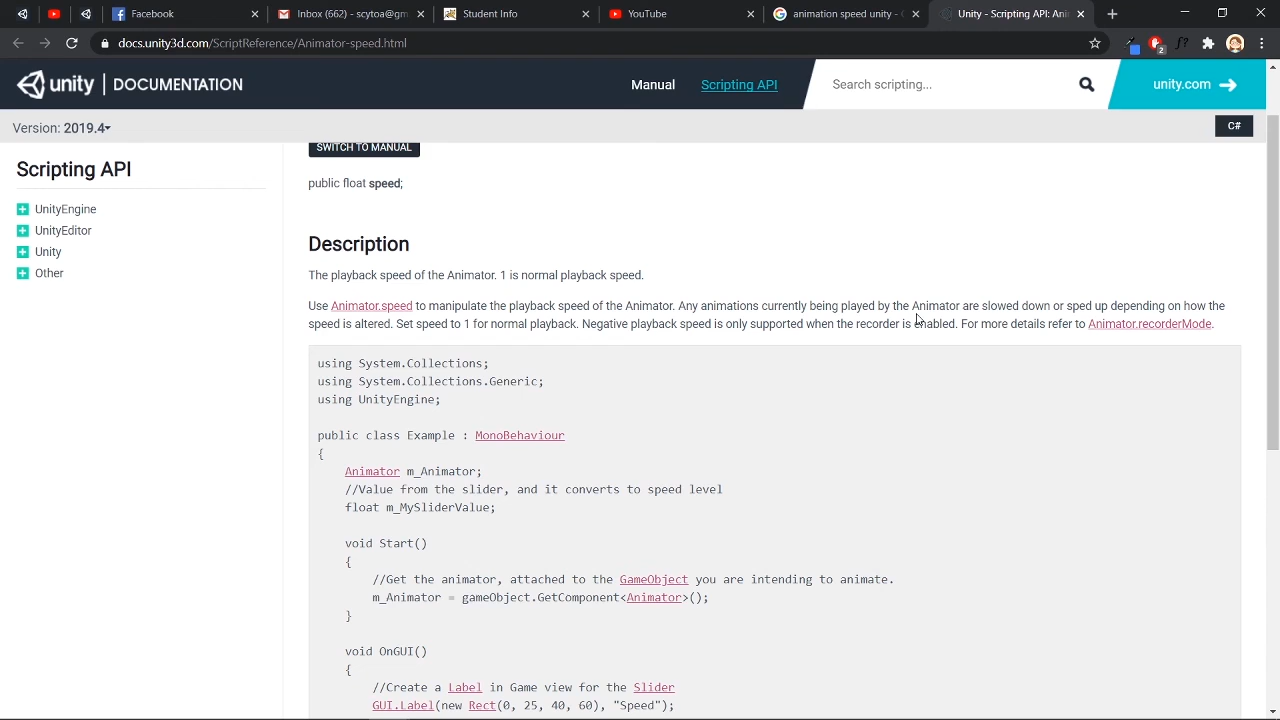 Facebook
Inbox (662) - scytoa@gm
Student Info
YouTube
animation speed unity -
Unity - Scripting API: Ani
docs.unity3d.com/ScriptReference/Animator-speed.html
2
f?
unity | DOCUMENTATION
Manual
Scripting API
Search scripting...
unity.com
Version: 2019.4
C#
Scripting API
UnityEngine
UnityEditor
Unity
Other
SWITCH TO MANUAL
public float speed;
Description
The playback speed of the Animator. 1 is normal playback speed.
Use Animator.speed to manipulate the playback speed of the Animator. Any animations currently being played by the Animator are slowed down or sped up depending on how the
speed is altered. Set speed to 1 for normal playback. Negative playback speed is only supported when the recorder is enabled. For more details refer to Animator.recorderMode.
using System.Collections;
using System.Collections.Generic;
using UnityEngine;
public class Example : MonoBehaviour
{
Animator m_Animator;
//Value from the slider, and it converts to speed level
float m_MySliderValue;
void Start()
{
//Get the animator, attached to the GameObject you are intending to animate.
m_Animator = gameObject.GetComponent<Animator>();
}
void OnGUI()
{
//Create a Label in Game view for the Slider
GUI.Label(new Rect(0, 25, 40, 60), "Speed");